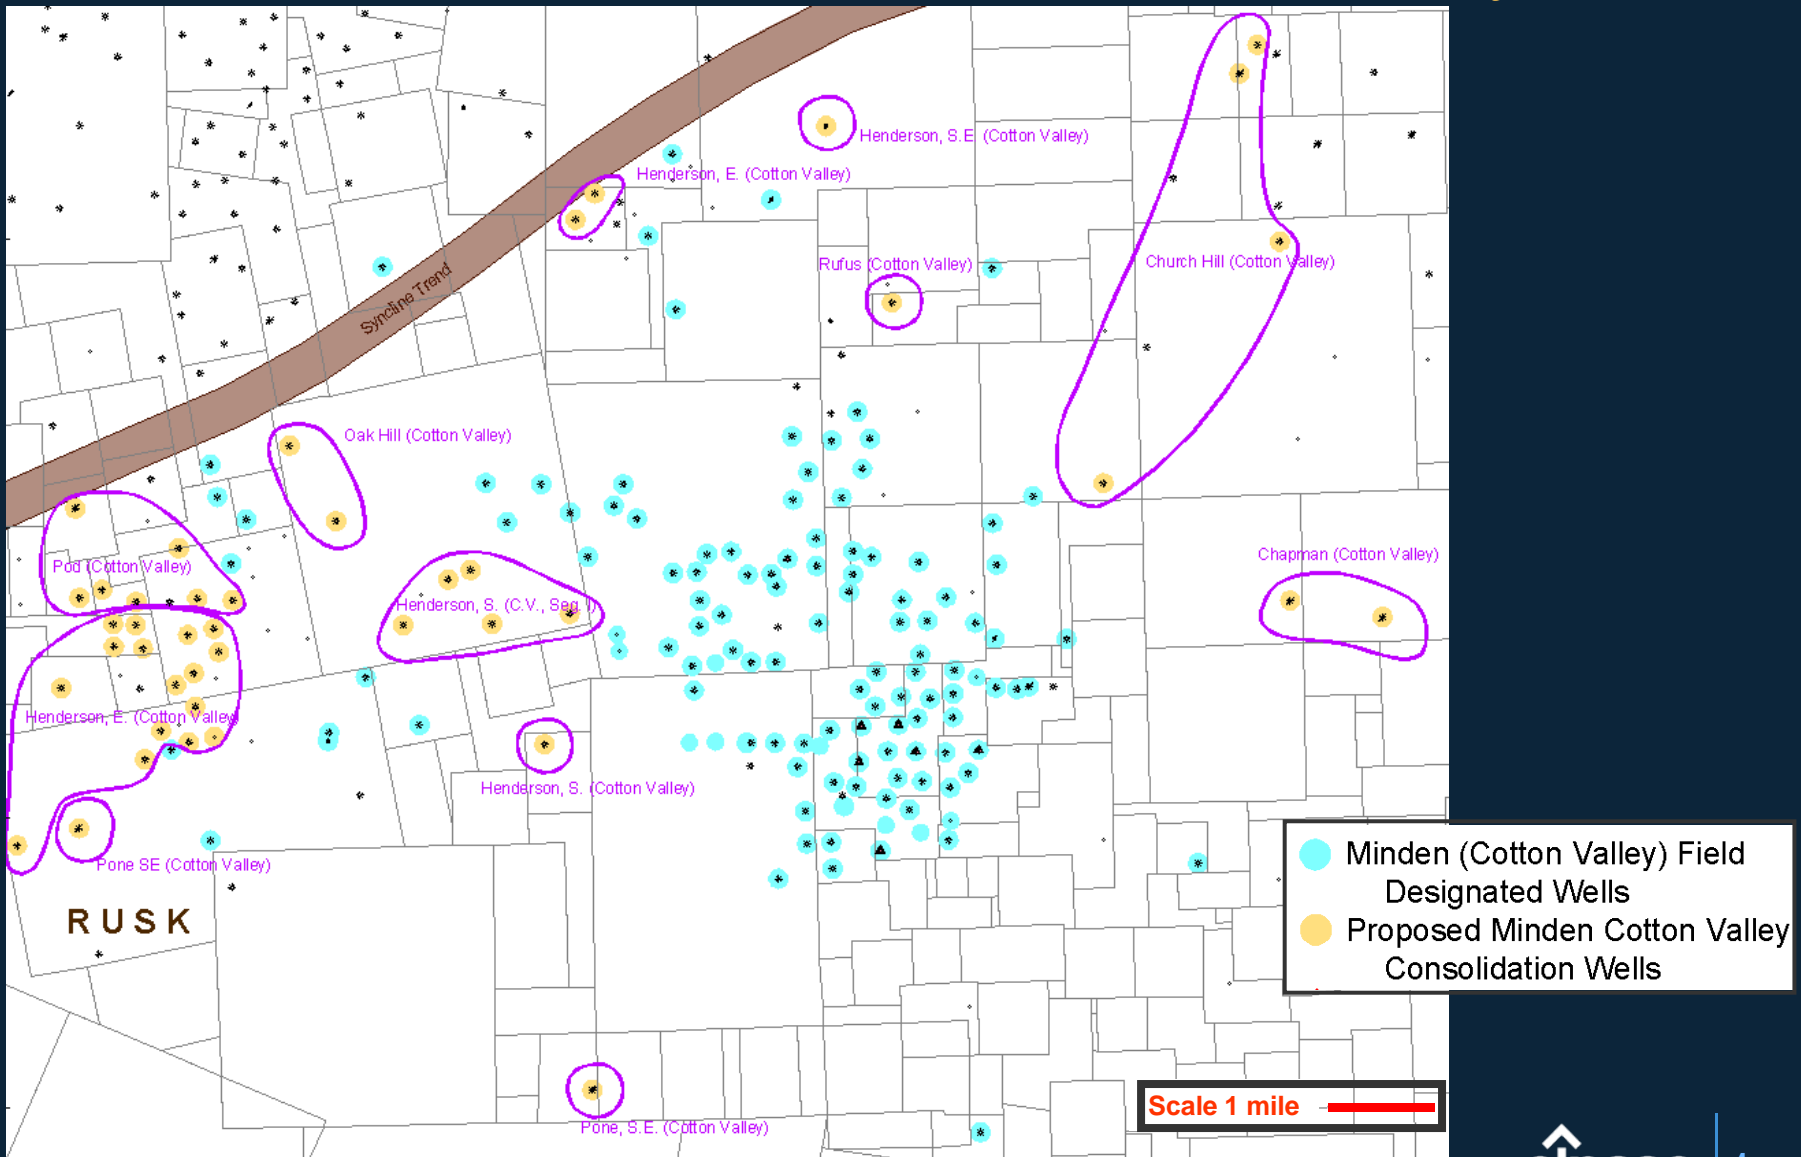 Henderson, S.E. (Cotton Valley)
Henderson, E. (Cotton Valley)
Rufus (Cotton Valley)
Church Hill (Cotton Valley)
Syncline Trend
Oak Hill (Cotton Valley)
Pod (Cotton Valley)
Chapman (Cotton Valley)
Henderson, S. (C.V., Seg. )
Henderson, E. (Cotton Valley)
Henderson, S. (Cotton Valley)
Pone SE (Cotton Valley)
RUSK
Minden (Cotton Valley) Field
Designated Wells
Proposed Minden Cotton Valley
Consolidation Wells
Scale 1 mile
Pone, S.E. (Cotton Valley)